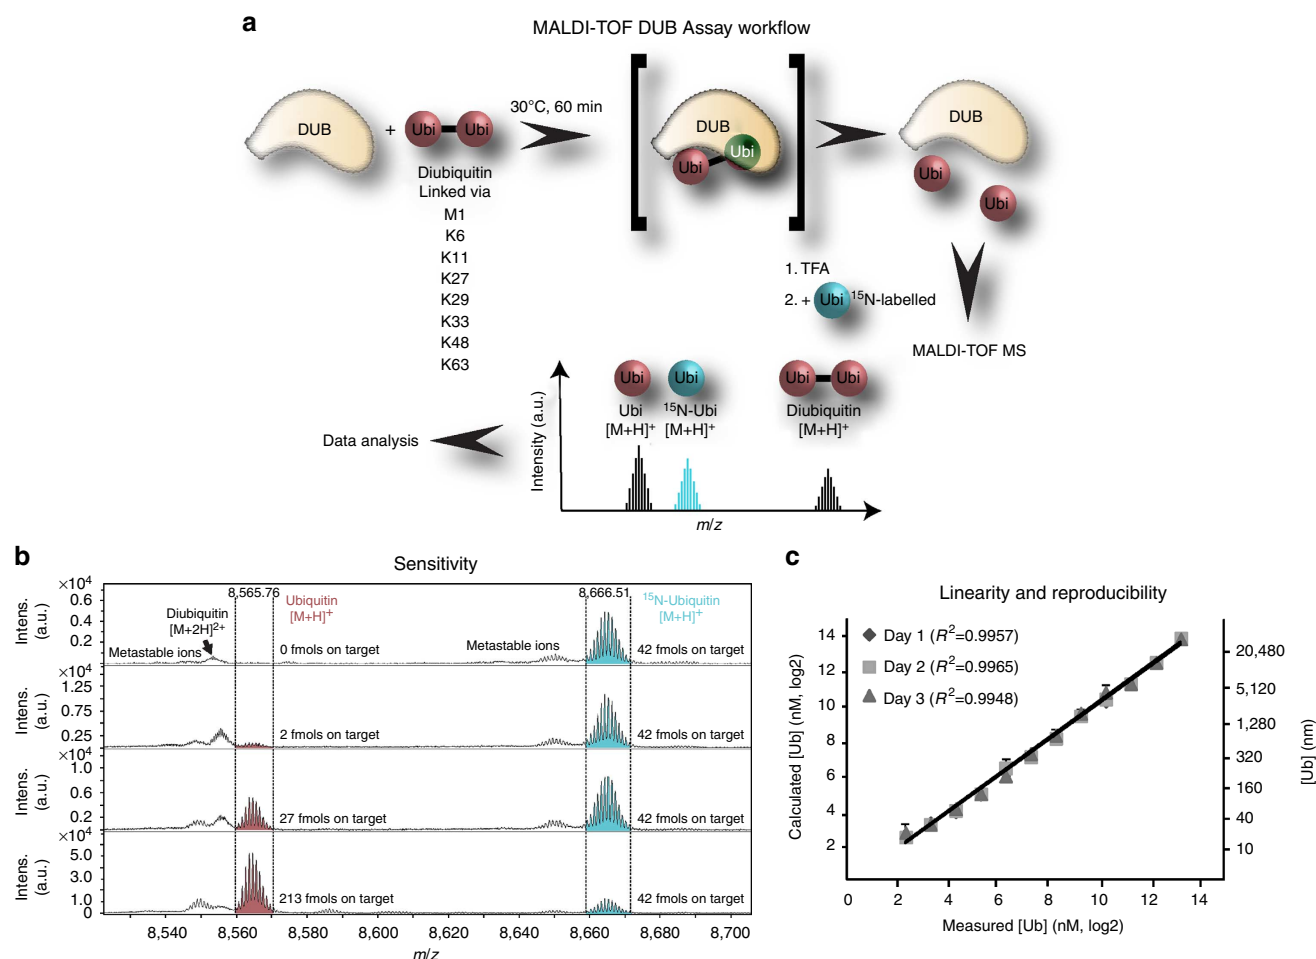 a
MALDI-TOF DUB Assay workflow
DUB
+
Ubi
Ubi
30°C, 60 min
DUB
Ubi
Ubi
DUB
Ubi
Ubi
Diubiquitin
Linked via
M1
K6
K11
K27
K29
K33
K48
K63
1. TFA
2. + Ubi ¹⁵N-labelled
MALDI-TOF MS
Data analysis
Intensity (a.u.)
Ubi
Ubi
[M+H]⁺
Ubi
¹⁵N-Ubi
[M+H]⁺
Ubi
Ubi
Diubiquitin
[M+H]⁺
m/z
b
Sensitivity
×10⁴
Intens.
(a.u.)
0.6
0.4
0.2
8,565.76
8,666.51
Diubiquitin
[M+2H]²⁺
Ubiquitin
[M+H]⁺
¹⁵N-Ubiquitin
[M+H]⁺
Metastable ions
0 fmols on target
Metastable ions
42 fmols on target
×10⁴
Intens.
(a.u.)
1.25
0.75
0.25
2 fmols on target
42 fmols on target
×10⁴
Intens.
(a.u.)
1.0
0.6
0.2
27 fmols on target
42 fmols on target
×10⁴
Intens.
(a.u.)
5.0
3.0
1.0
0
213 fmols on target
42 fmols on target
8,540
8,560
8,580
8,600
8,620
8,640
8,660
8,680
8,700
m/z
c
Linearity and reproducibility
Calculated [Ub] (nM, log2)
14
12
10
8
6
4
2
Day 1 (R²=0.9957)
Day 2 (R²=0.9965)
Day 3 (R²=0.9948)
20,480
5,120
1,280
320
160
40
10
[Ub] (nm)
0
2
4
6
8
10
12
14
Measured [Ub] (nM, log2)